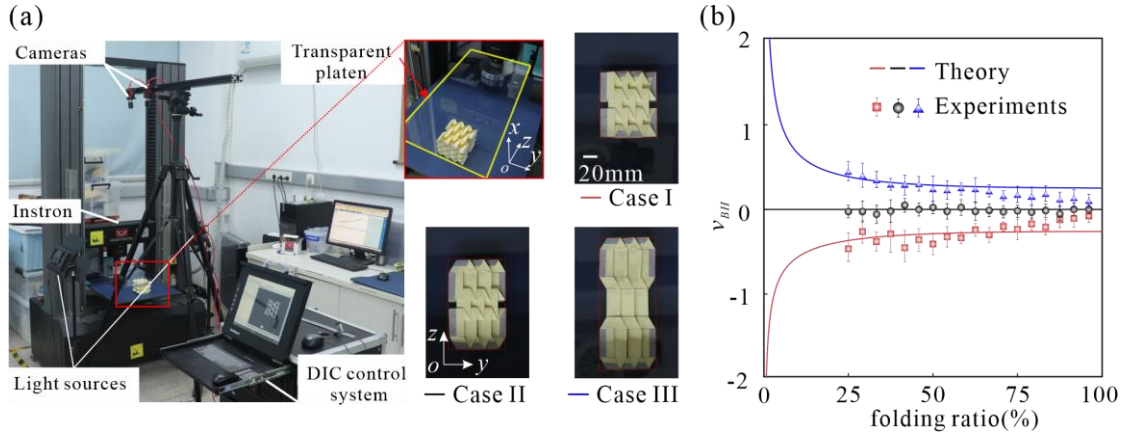 (a)
Cameras
Transparent
platen
x
z
y
o
20mm
Case I
Instron
Light sources
DIC control
system
z
o
y
Case II
Case III
(b)
2
1
0
-1
-2
ν_BH
Theory
Experiments
0
25
50
75
100
folding ratio(%)